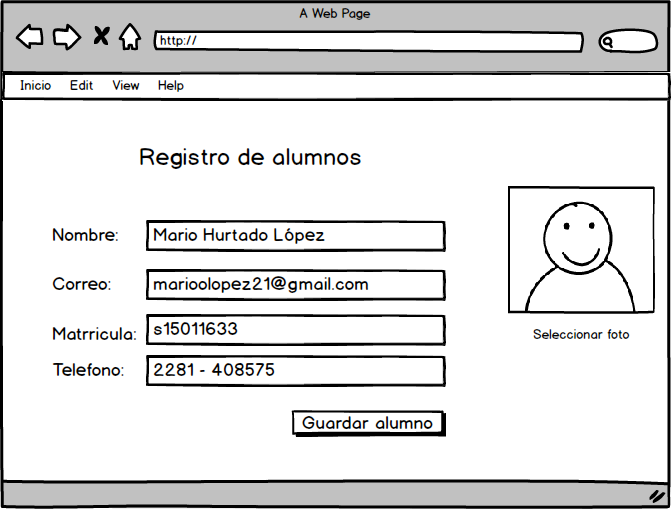 A Web Page
http://
Inicio Edit View Help
Registro de alumnos
Nombre: Mario Hurtado López
Correo: marioolopez21@gmail.com
Matrricula: s15011633
Telefono: 2281 - 408575
Seleccionar foto
Guardar alumno